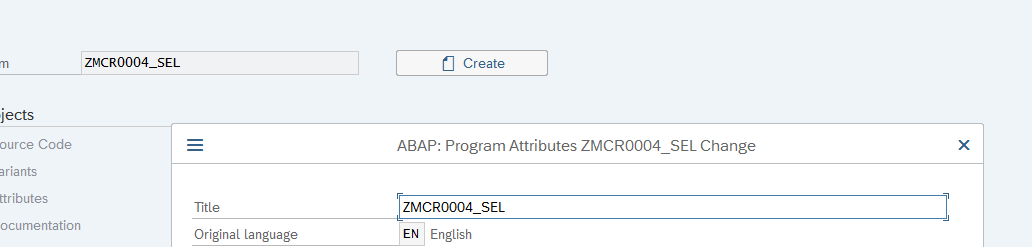 m ZMCR0004_SEL Create
jects
ource Code
ariants
ttributes
ocumentation
ABAP: Program Attributes ZMCR0004_SEL Change
Title ZMCR0004_SEL
Original language EN English